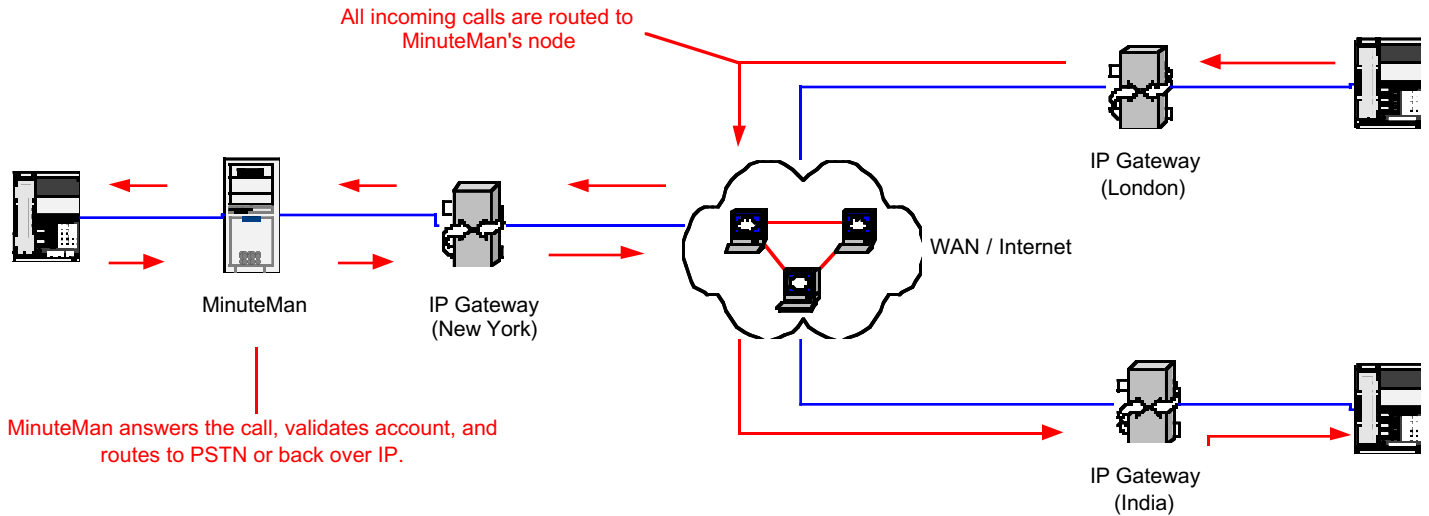 All incoming calls are routed to
MinuteMan's node
IP Gateway
(London)
WAN / Internet
MinuteMan
IP Gateway
(New York)
MinuteMan answers the call, validates account, and
routes to PSTN or back over IP.
IP Gateway
(India)